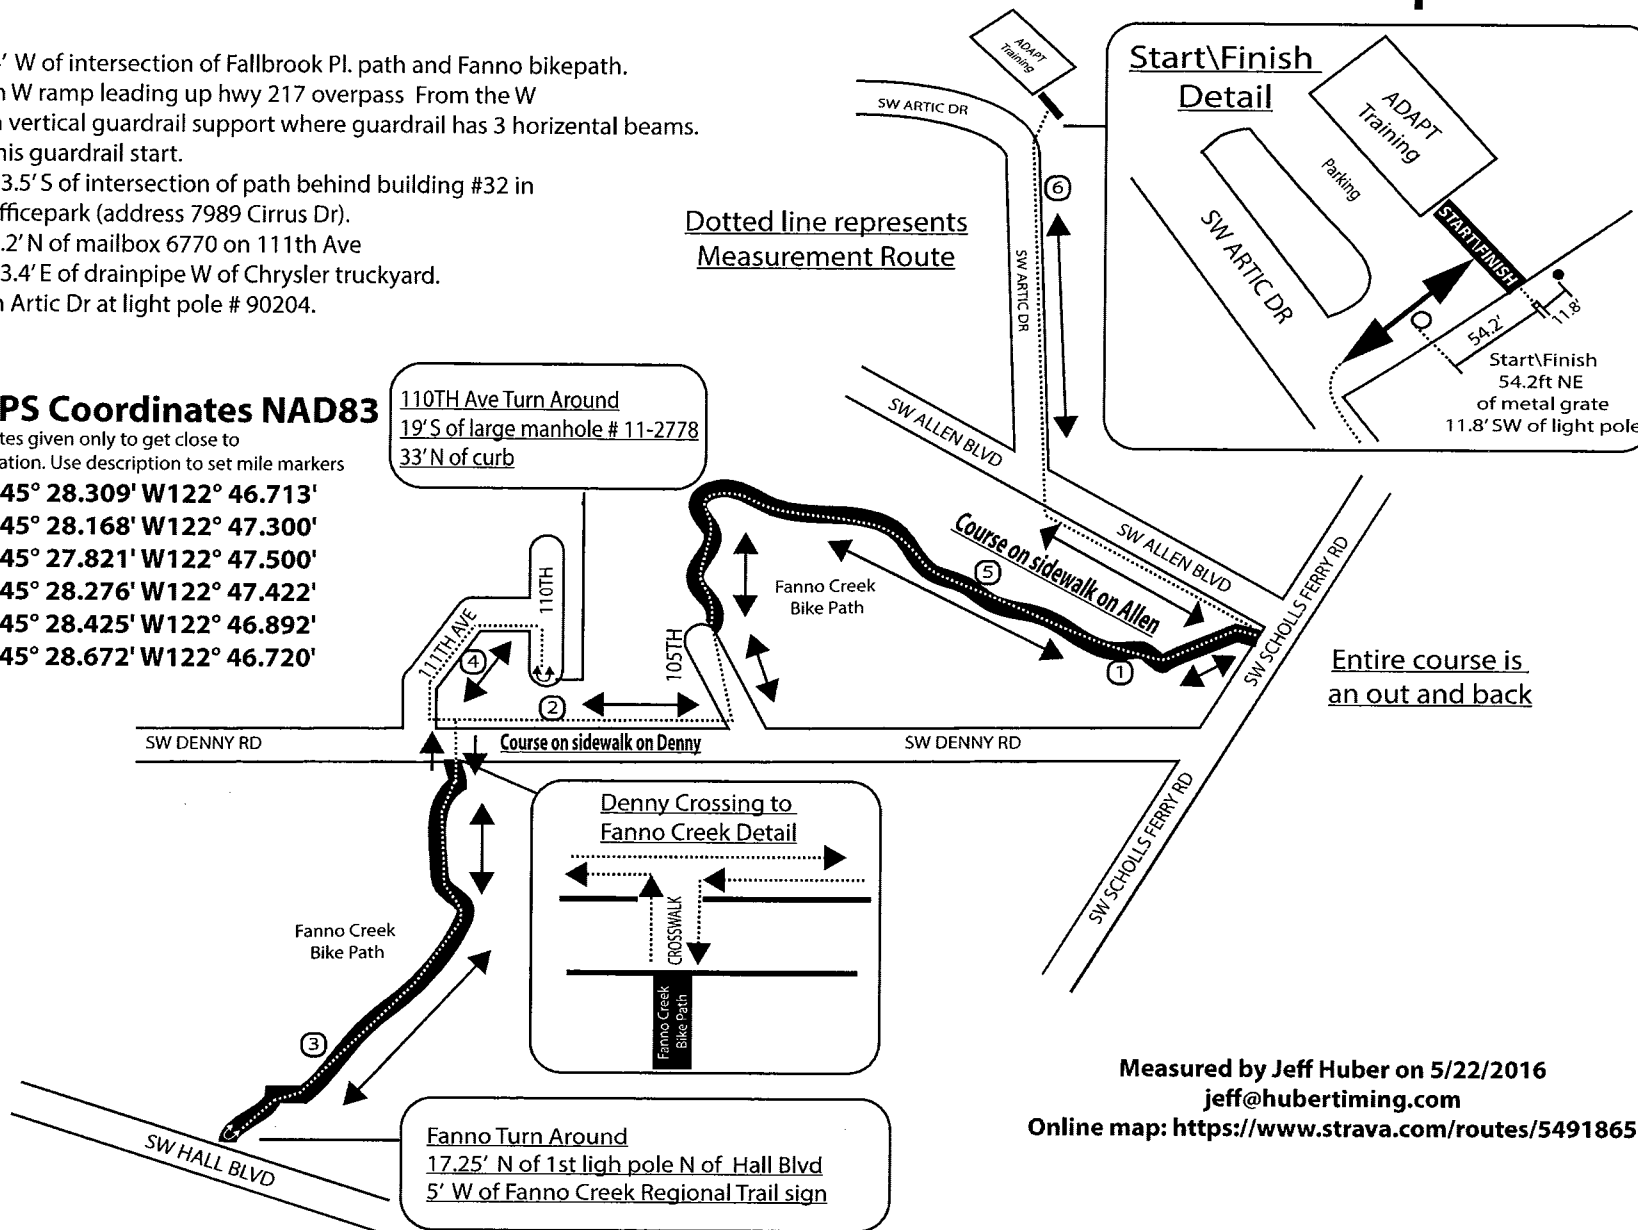 ' W of intersection of Fallbrook Pl. path and Fanno bikepath.
W ramp leading up hwy 217 overpass From the W
vertical guardrail support where guardrail has 3 horizental beams.
his guardrail start.
3.5' S of intersection of path behind building #32 in
fficepark (address 7989 Cirrus Dr).
.2' N of mailbox 6770 on 111th Ave
3.4' E of drainpipe W of Chrysler truckyard.
Artic Dr at light pole # 90204.
PS Coordinates NAD83
tes given only to get close to
ation. Use description to set mile markers
45° 28.309' W122° 46.713'
45° 28.168' W122° 47.300'
45° 27.821' W122° 47.500'
45° 28.276' W122° 47.422'
45° 28.425' W122° 46.892'
45° 28.672' W122° 46.720'
110TH Ave Turn Around
19' S of large manhole # 11-2778
33' N of curb
Dotted line represents
Measurement Route
ADAPT
Training
SW ARTIC DR
6
SW ARTIC DR
Start\Finish
Detail
ADAPT
Training
Parking
SW ARTIC DR
START\FINISH
54.2'
11.8'
Start\Finish
54.2ft NE
of metal grate
11.8' SW of light pole
SW ALLEN BLVD
SW ALLEN BLVD
Course on sidewalk on Allen
5
1
Fanno Creek
Bike Path
SW SCHOLLS FERRY RD
Entire course is
an out and back
110TH
111TH AVE
4
2
105TH
SW DENNY RD
Course on sidewalk on Denny
SW DENNY RD
SW SCHOLLS FERRY RD
Denny Crossing to
Fanno Creek Detail
CROSSWALK
Fanno Creek
Bike Path
Fanno Creek
Bike Path
3
SW HALL BLVD
Fanno Turn Around
17.25' N of 1st ligh pole N of Hall Blvd
5' W of Fanno Creek Regional Trail sign
Measured by Jeff Huber on 5/22/2016
jeff@hubertiming.com
Online map: https://www.strava.com/routes/5491865